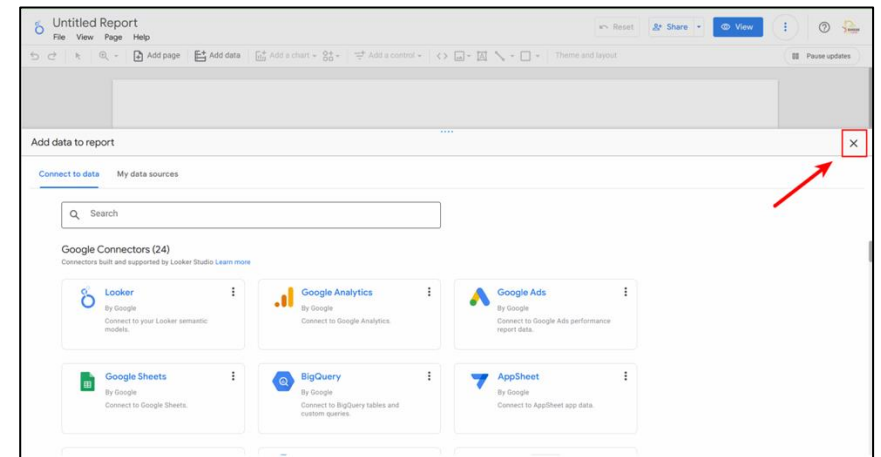 Untitled Report
File View Page Help
Reset Share View
Add page Add data Add a chart Add a control Theme and layout Pause updates
Add data to report
Connect to data My data sources
Search
Google Connectors (24)
Connectors built and supported by Looker Studio Learn more
Looker
By Google
Connect to your Looker semantic
models.
Google Analytics
By Google
Connect to Google Analytics.
Google Ads
By Google
Connect to Google Ads performance
report data.
Google Sheets
By Google
Connect to Google Sheets.
BigQuery
By Google
Connect to BigQuery tables and
custom queries.
AppSheet
By Google
Connect to AppSheet app data.